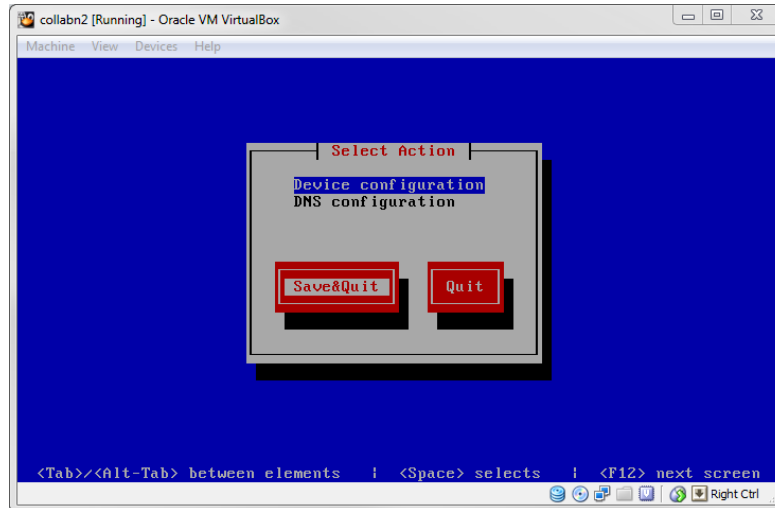 collabn2 [Running] - Oracle VM VirtualBox
Machine View Devices Help
Select Action
Device configuration
DNS configuration
Save&Quit Quit
<Tab>/<Alt-Tab> between elements | <Space> selects | <F12> next screen
Right Ctrl